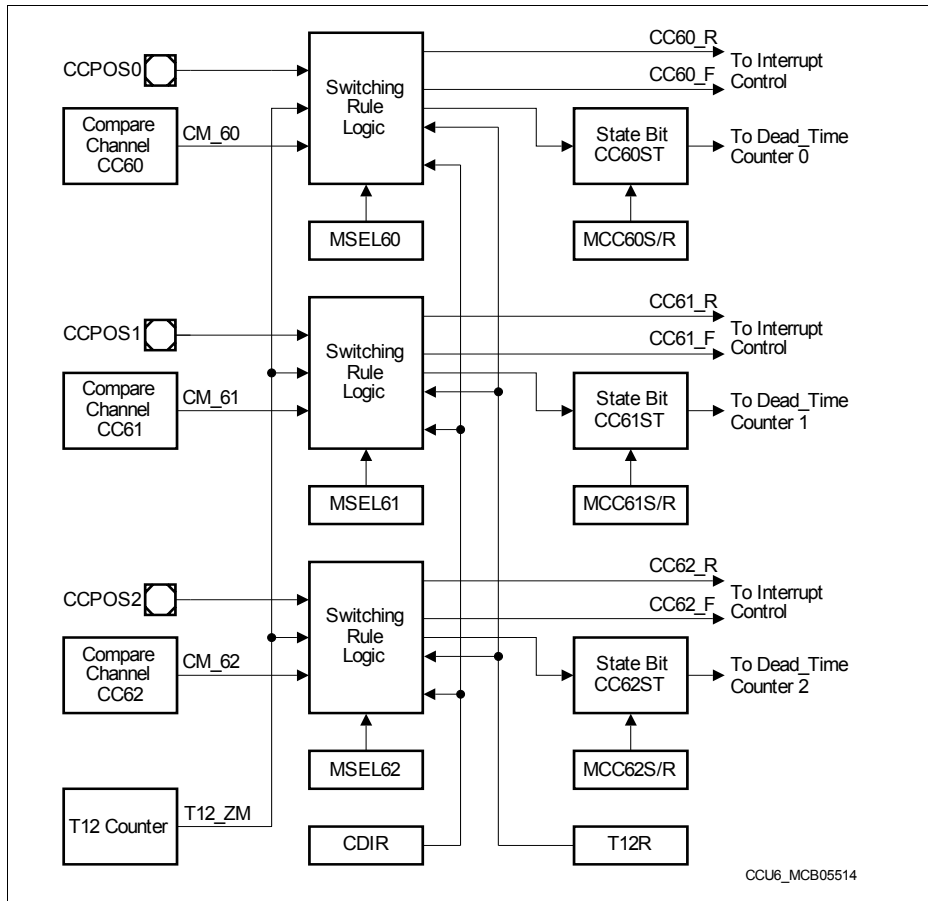 CCPOS0
Compare
Channel
CC60
CM_60
Switching
Rule
Logic
MSEL60
CC60_R
CC60_F
To Interrupt
Control
State Bit
CC60ST
To Dead_Time
Counter 0
MCC60S/R
CCPOS1
Compare
Channel
CC61
CM_61
Switching
Rule
Logic
MSEL61
CC61_R
CC61_F
To Interrupt
Control
State Bit
CC61ST
To Dead_Time
Counter 1
MCC61S/R
CCPOS2
Compare
Channel
CC62
CM_62
Switching
Rule
Logic
MSEL62
CC62_R
CC62_F
To Interrupt
Control
State Bit
CC62ST
To Dead_Time
Counter 2
MCC62S/R
T12 Counter
T12_ZM
CDIR
T12R
CCU6_MCB05514